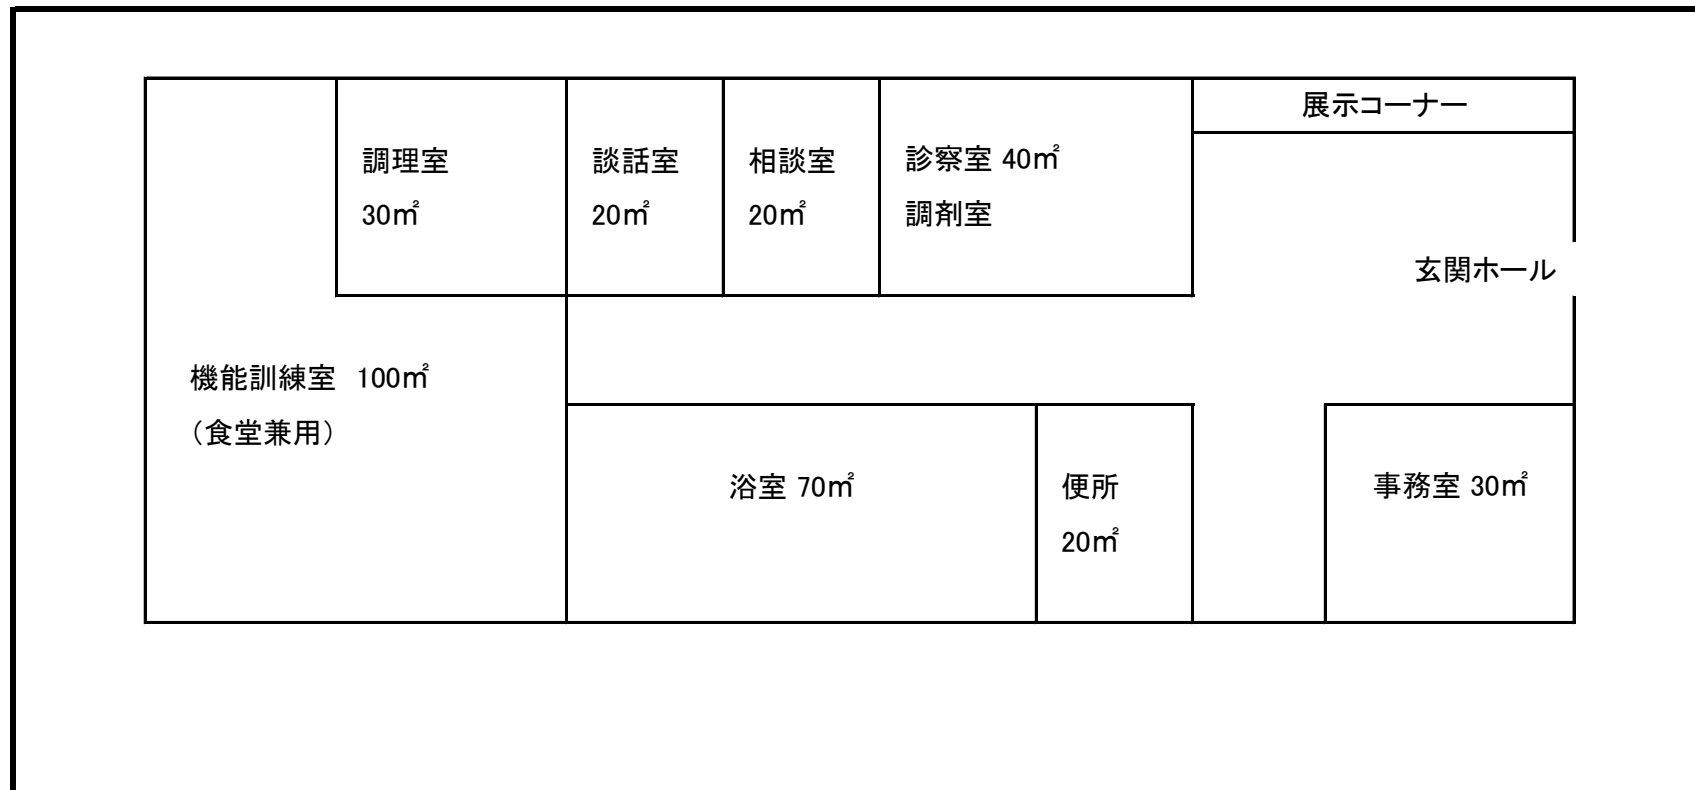 展示コーナー
調理室
30㎡
談話室
20㎡
相談室
20㎡
診察室 40㎡
調剤室
玄関ホール
機能訓練室　100㎡
（食堂兼用）
浴室 70㎡
便所
20㎡
事務室 30㎡